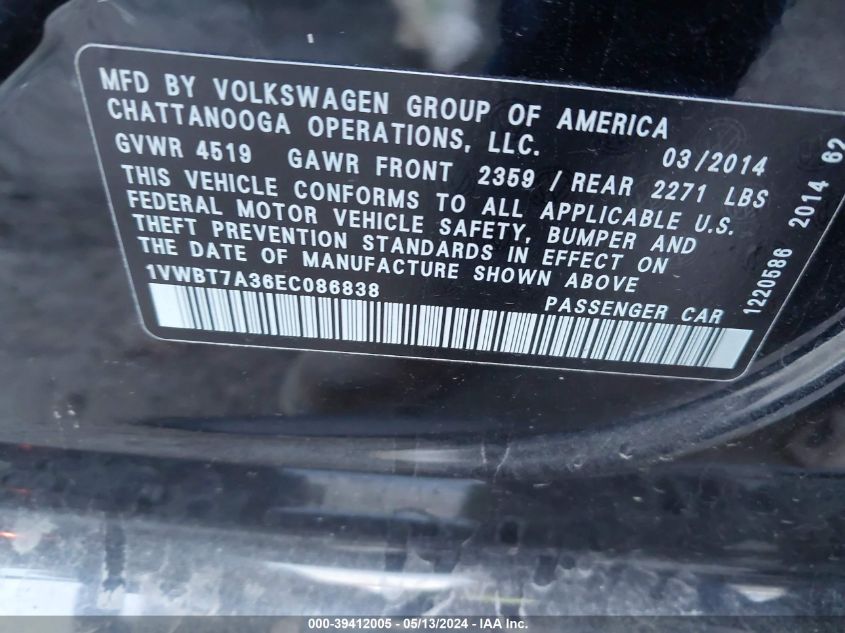 MFD BY VOLKSWAGEN GROUP OF AMERICA
CHATTANOOGA OPERATIONS, LLC. 03/2014
GVWR 4519 GAWR FRONT 2359 / REAR 2271 LBS
THIS VEHICLE CONFORMS TO ALL APPLICABLE U.S.
FEDERAL MOTOR VEHICLE SAFETY, BUMPER AND
THEFT PREVENTION STANDARDS IN EFFECT ON
THE DATE OF MANUFACTURE SHOWN ABOVE
1VWBT7A36EC086838 PASSENGER CAR
1220586 2014 62
000-39412005 - 05/13/2024 - IAA Inc.